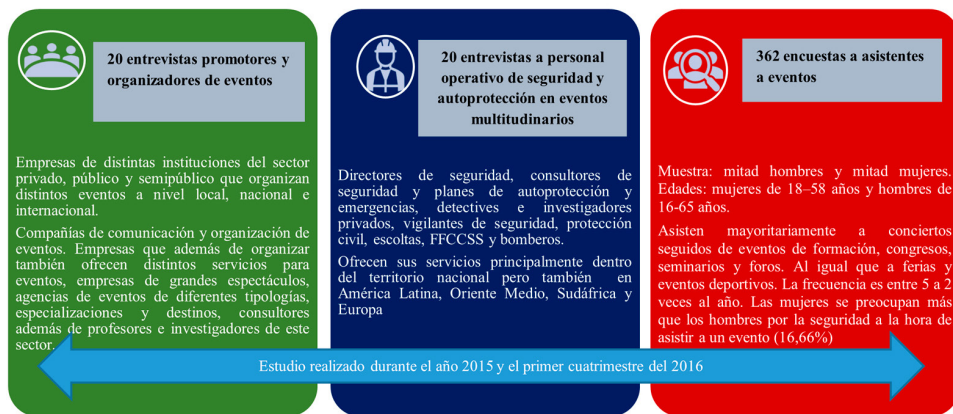 20 entrevistas promotores y
organizadores de eventos
Empresas de distintas instituciones del sector
privado, público y semipúblico que organizan
distintos eventos a nivel local, nacional e
internacional.
Compañías de comunicación y organización de
eventos. Empresas que además de organizar
también ofrecen distintos servicios para
eventos, empresas de grandes espectáculos,
agencias de eventos de diferentes tipologías,
especializaciones y destinos, consultores
además de profesores e investigadores de este
sector.
20 entrevistas a personal
operativo de seguridad y
autoprotección en eventos
multitudinarios
Directores de seguridad, consultores de
seguridad y planes de autoprotección y
emergencias, detectives e investigadores
privados, vigilantes de seguridad, protección
civil, escoltas, FFCCSS y bomberos.
Ofrecen sus servicios principalmente dentro
del territorio nacional pero también en
América Latina, Oriente Medio, Sudáfrica y
Europa
362 encuestas a asistentes
a eventos
Muestra: mitad hombres y mitad mujeres.
Edades: mujeres de 18–58 años y hombres de
16-65 años.
Asisten mayoritariamente a conciertos
seguidos de eventos de formación, congresos,
seminarios y foros. Al igual que a ferias y
eventos deportivos. La frecuencia es entre 5 a 2
veces al año. Las mujeres se preocupan más
que los hombres por la seguridad a la hora de
asistir a un evento (16,66%)
Estudio realizado durante el año 2015 y el primer cuatrimestre del 2016